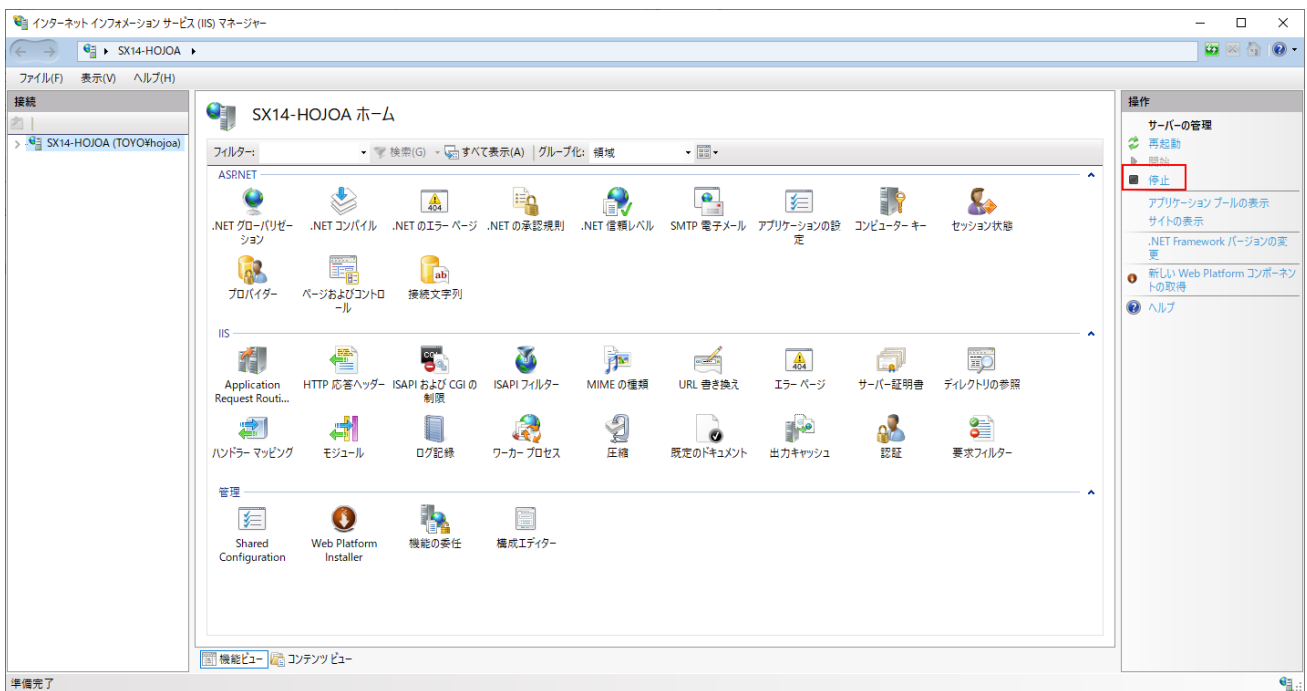 インターネット インフォメーション サービス (IIS) マネージャー
SX14-HOJOA
ファイル(F) 表示(V) ヘルプ(H)
接続
SX14-HOJOA (TOYO¥hojoa)
SX14-HOJOA ホーム
フィルター: 検索(G) すべて表示(A) グループ化: 領域
ASP.NET
.NET グローバリゼー
ション
.NET コンパイル
.NET のエラー ページ
.NET の承認規則
.NET 信頼レベル
SMTP 電子メール
アプリケーションの設
定
コンピューター キー
セッション状態
プロバイダー
ページおよびコントロ
ール
接続文字列
IIS
Application
Request Routi...
HTTP 応答ヘッダー
ISAPI および CGI の
制限
ISAPI フィルター
MIME の種類
URL 書き換え
エラー ページ
サーバー証明書
ディレクトリの参照
ハンドラー マッピング
モジュール
ログ記録
ワーカー プロセス
圧縮
既定のドキュメント
出力キャッシュ
認証
要求フィルター
管理
Shared
Configuration
Web Platform
Installer
機能の委任
構成エディター
機能ビュー コンテンツ ビュー
操作
サーバーの管理
再起動
開始
停止
アプリケーション プールの表示
サイトの表示
.NET Framework バージョンの変
更
新しい Web Platform コンポーネン
トの取得
ヘルプ
準備完了